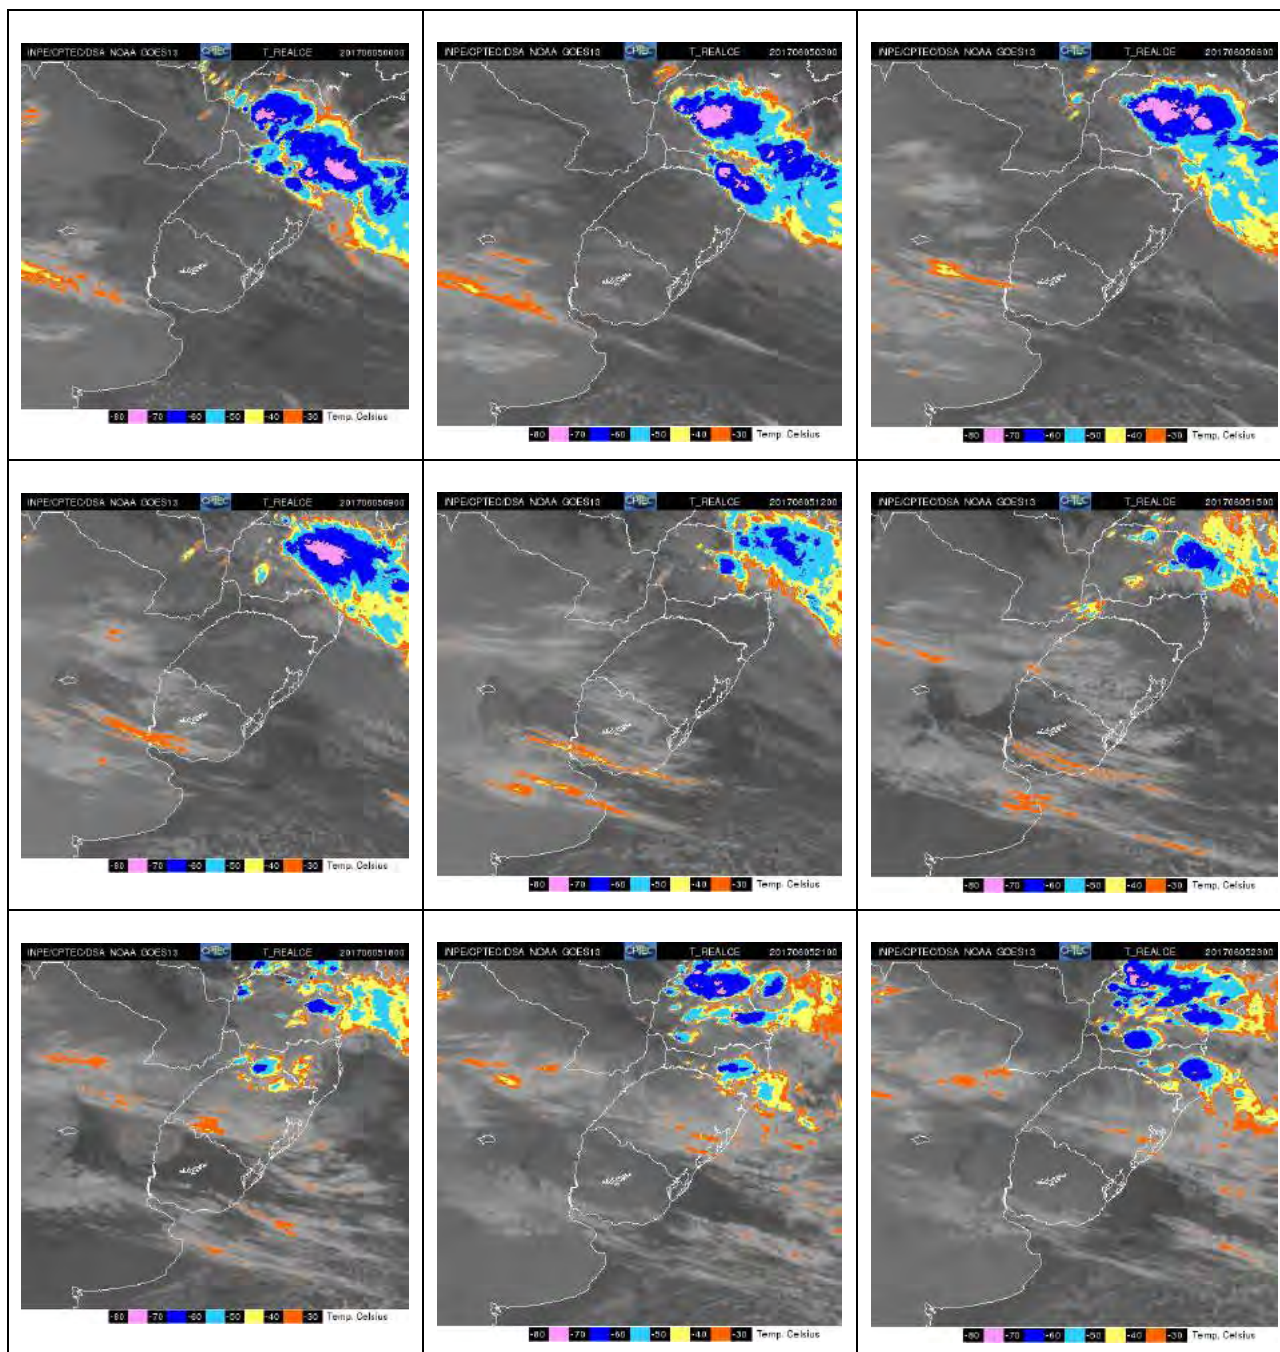 INPE/CPTEC/DSA NOAA GOES13 CPTEC T_REALCE 201706050000
-80 -70 -60 -50 -40 -30 Temp. Celsius
INPE/CPTEC/DSA NOAA GOES13 CPTEC T_REALCE 201706050300
-80 -70 -60 -50 -40 -30 Temp. Celsius
INPE/CPTEC/DSA NOAA GOES13 CPTEC T_REALCE 201706050600
-80 -70 -60 -50 -40 -30 Temp. Celsius
INPE/CPTEC/DSA NOAA GOES13 CPTEC T_REALCE 201706050900
-80 -70 -60 -50 -40 -30 Temp. Celsius
INPE/CPTEC/DSA NOAA GOES13 CPTEC T_REALCE 201706051200
-80 -70 -60 -50 -40 -30 Temp. Celsius
INPE/CPTEC/DSA NOAA GOES13 CPTEC T_REALCE 201706051500
-80 -70 -60 -50 -40 -30 Temp. Celsius
INPE/CPTEC/DSA NOAA GOES13 CPTEC T_REALCE 201706051800
-80 -70 -60 -50 -40 -30 Temp. Celsius
INPE/CPTEC/DSA NOAA GOES13 CPTEC T_REALCE 201706052100
-80 -70 -60 -50 -40 -30 Temp. Celsius
INPE/CPTEC/DSA NOAA GOES13 CPTEC T_REALCE 201706052300
-80 -70 -60 -50 -40 -30 Temp. Celsius